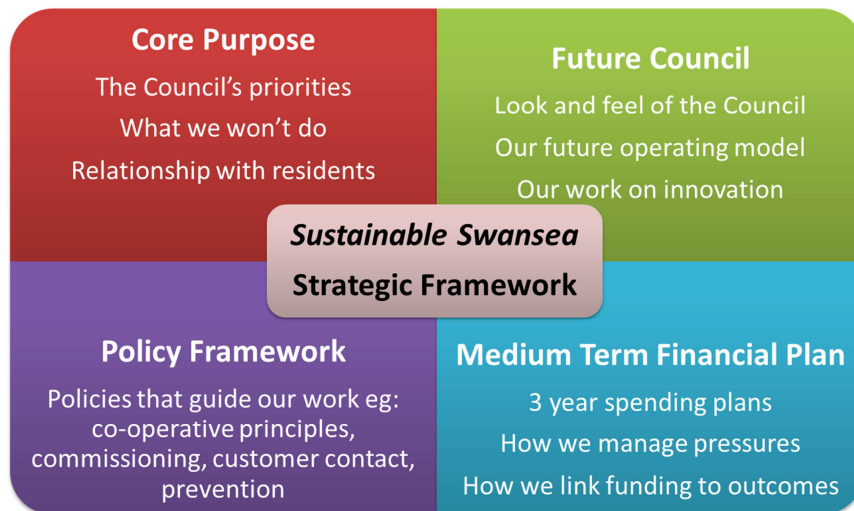 Core Purpose
The Council’s priorities
What we won’t do
Relationship with residents
Future Council
Look and feel of the Council
Our future operating model
Our work on innovation
Sustainable Swansea
Strategic Framework
Policy Framework
Policies that guide our work eg:
co-operative principles,
commissioning, customer contact,
prevention
Medium Term Financial Plan
3 year spending plans
How we manage pressures
How we link funding to outcomes